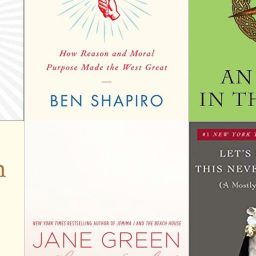 How Reason and Moral
Purpose Made the West Great
BEN SHAPIRO
AN
IN TH
#1 NEW YORK T
LET'S
THIS NEVE
(A Mostly
NEW YORK TIMES BESTSELLING AUTHOR OF JEMIMA J AND THE BEACH HOUSE
JANE GREEN